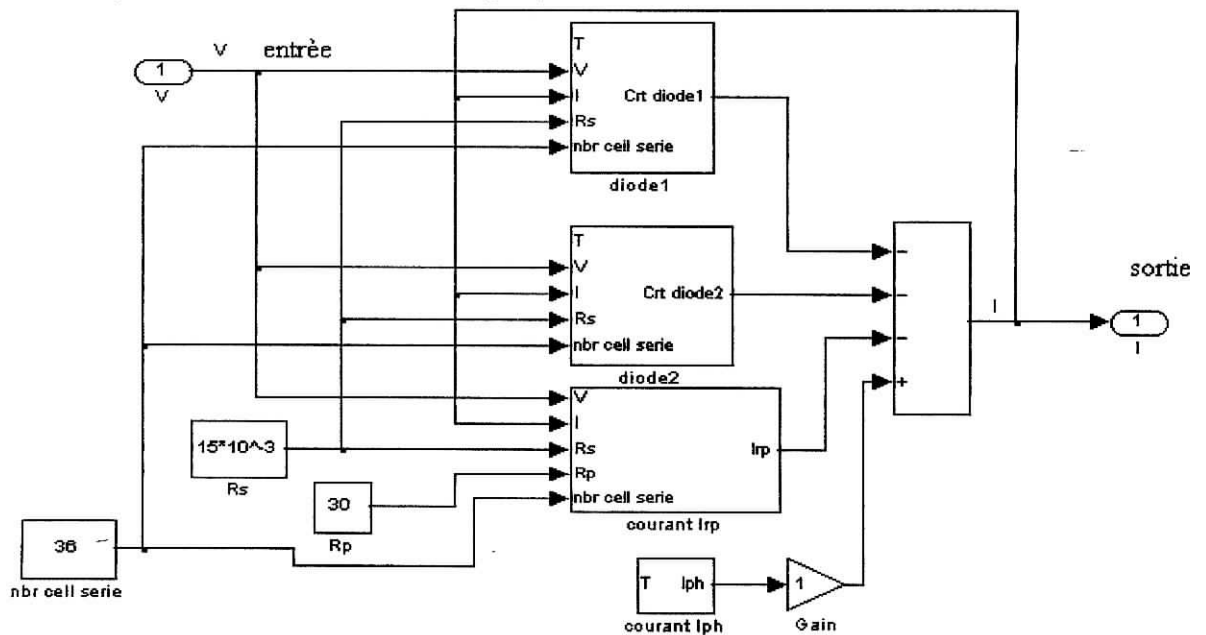 V entrèe
1
V
T
V
I
Rs
nbr cell serie
Crt diode1
diode1
T
V
I
Rs
nbr cell serie
Crt diode2
diode2
V
I
Rs
Rp
nbr cell serie
Irp
courant Irp
15*10^-3
Rs
30
Rp
36
nbr cell serie
T Iph
courant Iph
1
Gain
−
−
−
+
I
sortie
1
I